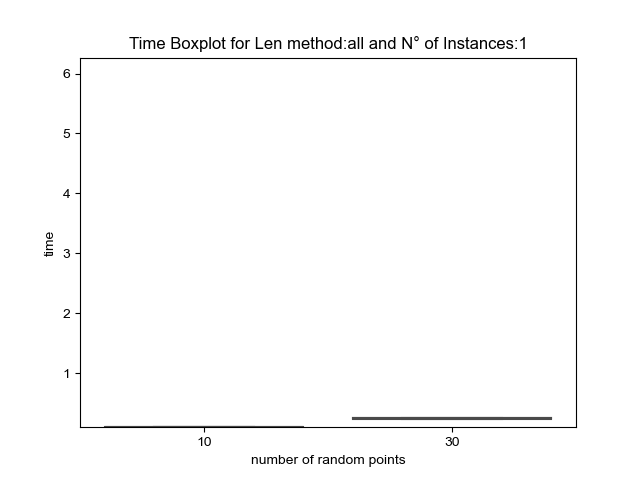 Time Boxplot for Len method:all and N° of Instances:1
6
5
4
3
2
1
time
10 30
number of random points